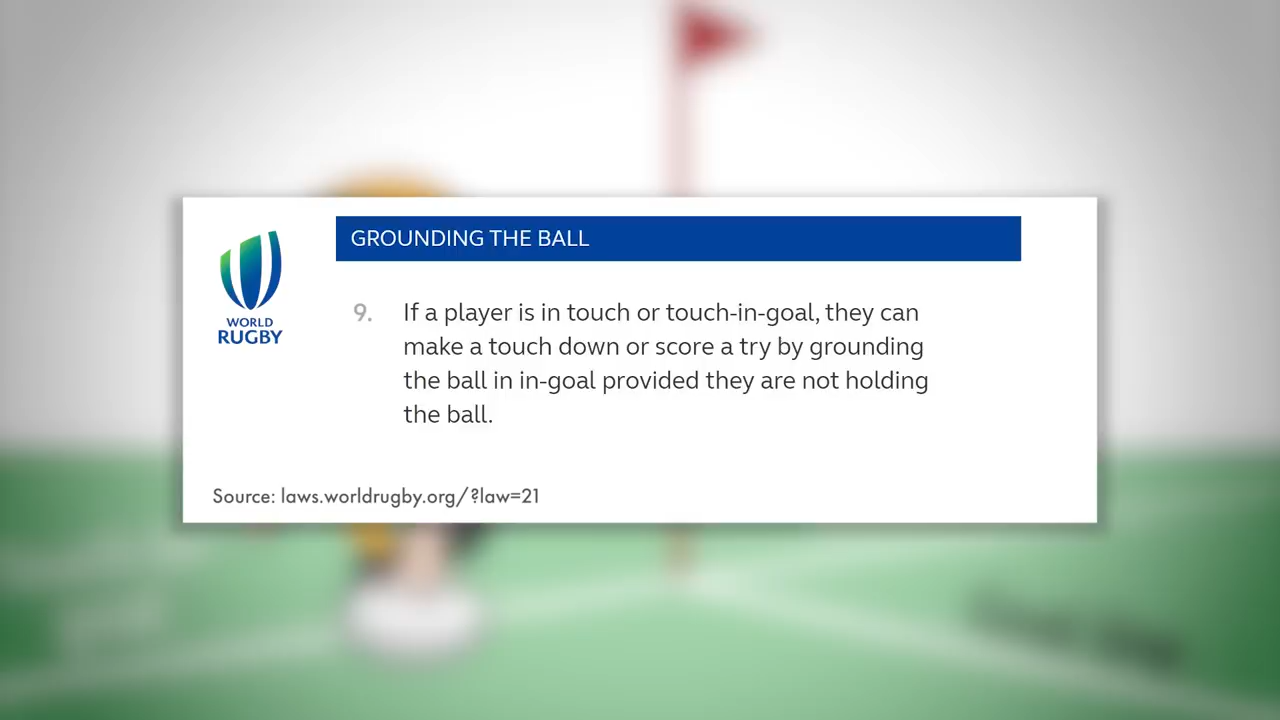 GROUNDING THE BALL
WORLD
RUGBY
9. If a player is in touch or touch-in-goal, they can
make a touch down or score a try by grounding
the ball in in-goal provided they are not holding
the ball.
Source: laws.worldrugby.org/?law=21